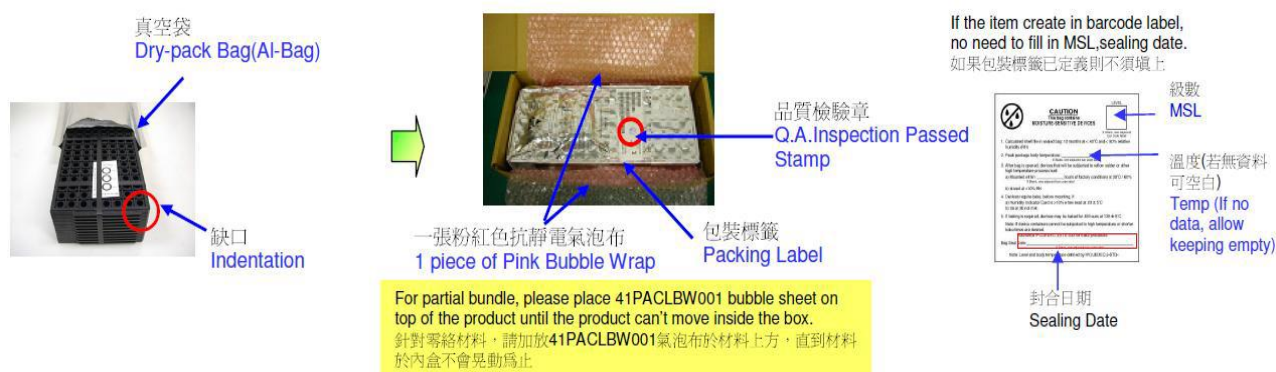 真空袋
Dry-pack Bag(Al-Bag)
缺口
Indentation
品質檢驗章
Q.A.Inspection Passed
Stamp
包裝標籤
Packing Label
一張粉紅色抗靜電氣泡布
1 piece of Pink Bubble Wrap
For partial bundle, please place 41PACLBW001 bubble sheet on
top of the product until the product can't move inside the box.
針對零絡材料，請加放41PACLBW001氣泡布於材料上方，直到材料
於內盒不會晃動爲止
If the item create in barcode label,
no need to fill in MSL,sealing date.
如果包裝標籤已定義則不須填上
LEVEL
CAUTION
This bag contains
MOISTURE-SENSITIVE DEVICES
級數
MSL
溫度(若無資料
可空白)
Temp (If no
data, allow
keeping empty)
封合日期
Sealing Date